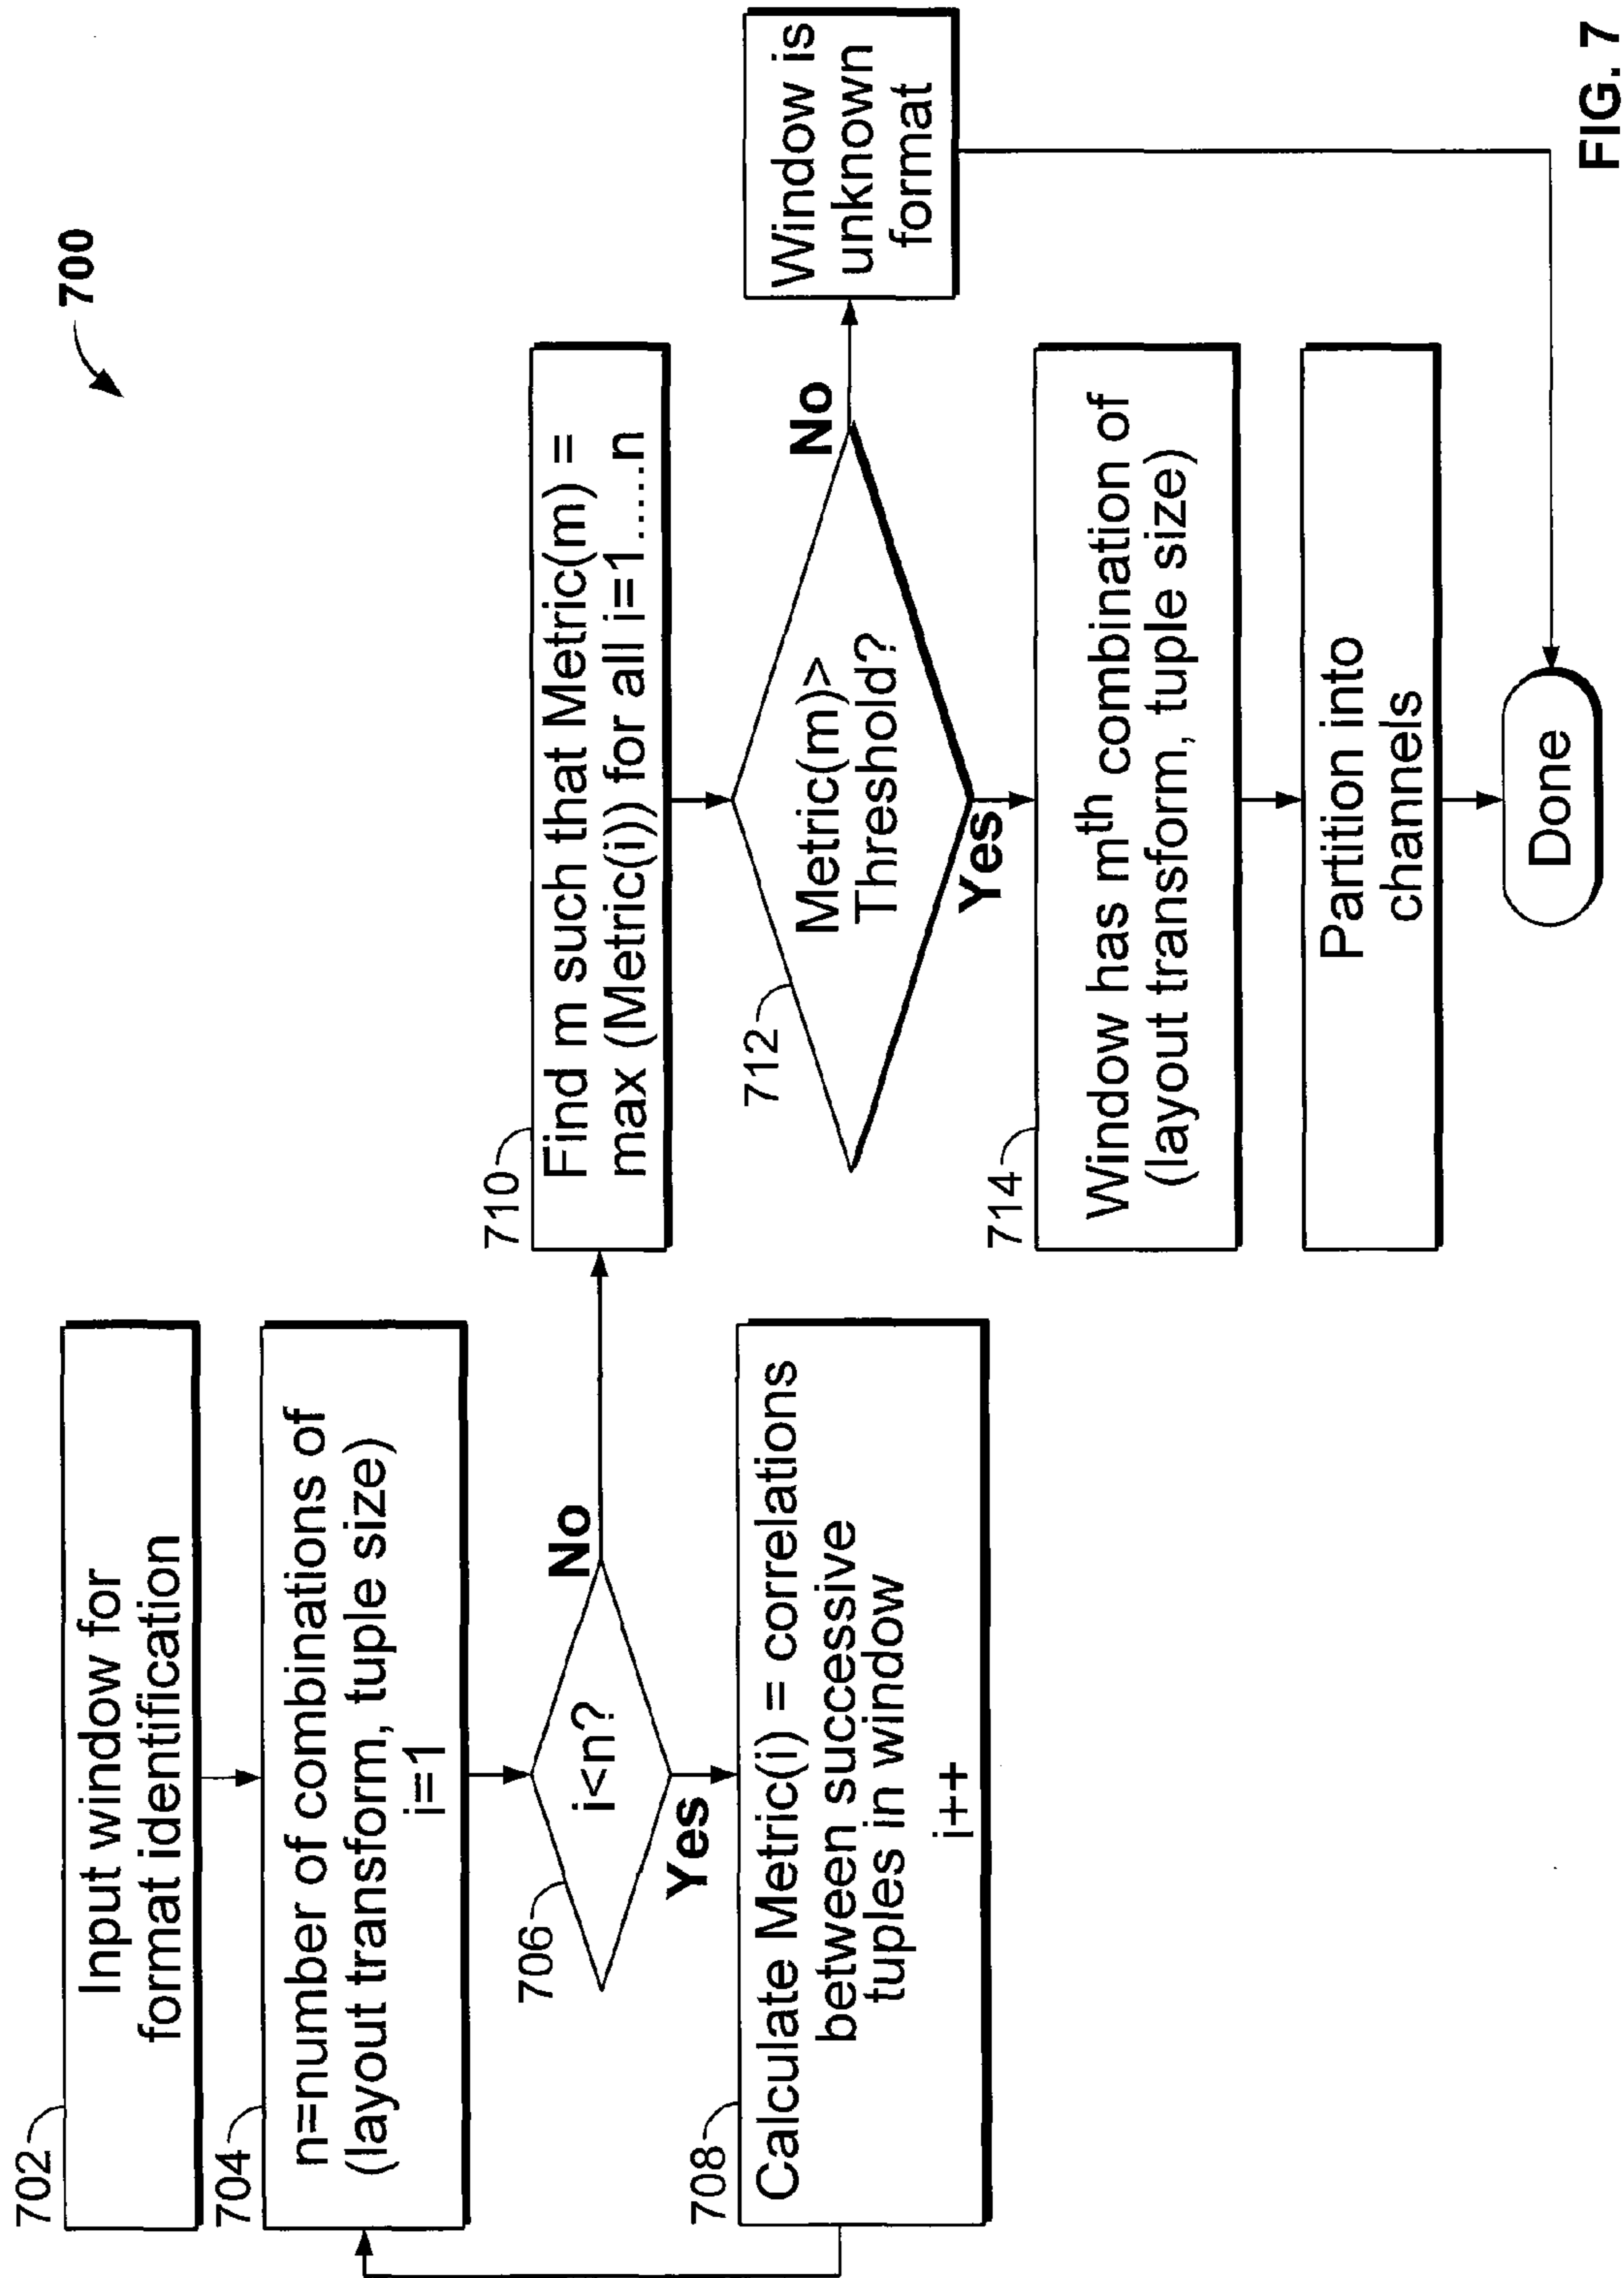 700
702
Input window for
format identification
704
n=number of combinations of
(layout transform, tuple size)
i=1
706
i<n?
No
Yes
708
Calculate Metric(i) = correlations
between successive
tuples in window
i++
710
Find m such that Metric(m) =
max (Metric(i)) for all i=1.....n
712
Metric(m)>
Threshold?
No
Yes
Window is
unknown
format
714
Window has mth combination of
(layout transform, tuple size)
Partition into
channels
Done
FIG. 7